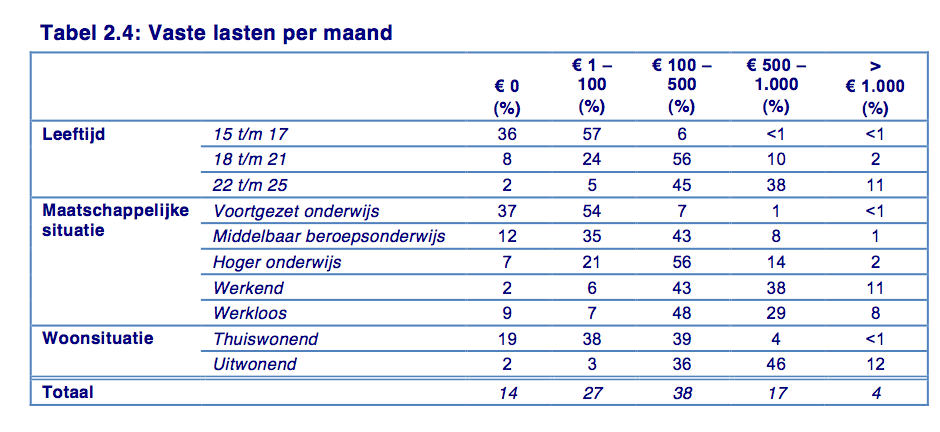 Tabel 2.4: Vaste lasten per maand
€ 0 (%) € 1 – 100 (%) € 100 – 500 (%) € 500 – 1.000 (%) > € 1.000 (%)
Leeftijd 15 t/m 17 36 57 6 <1 <1
18 t/m 21 8 24 56 10 2
22 t/m 25 2 5 45 38 11
Maatschappelijke situatie Voortgezet onderwijs 37 54 7 1 <1
Middelbaar beroepsonderwijs 12 35 43 8 1
Hoger onderwijs 7 21 56 14 2
Werkend 2 6 43 38 11
Werkloos 9 7 48 29 8
Woonsituatie Thuiswonend 19 38 39 4 <1
Uitwonend 2 3 36 46 12
Totaal 14 27 38 17 4